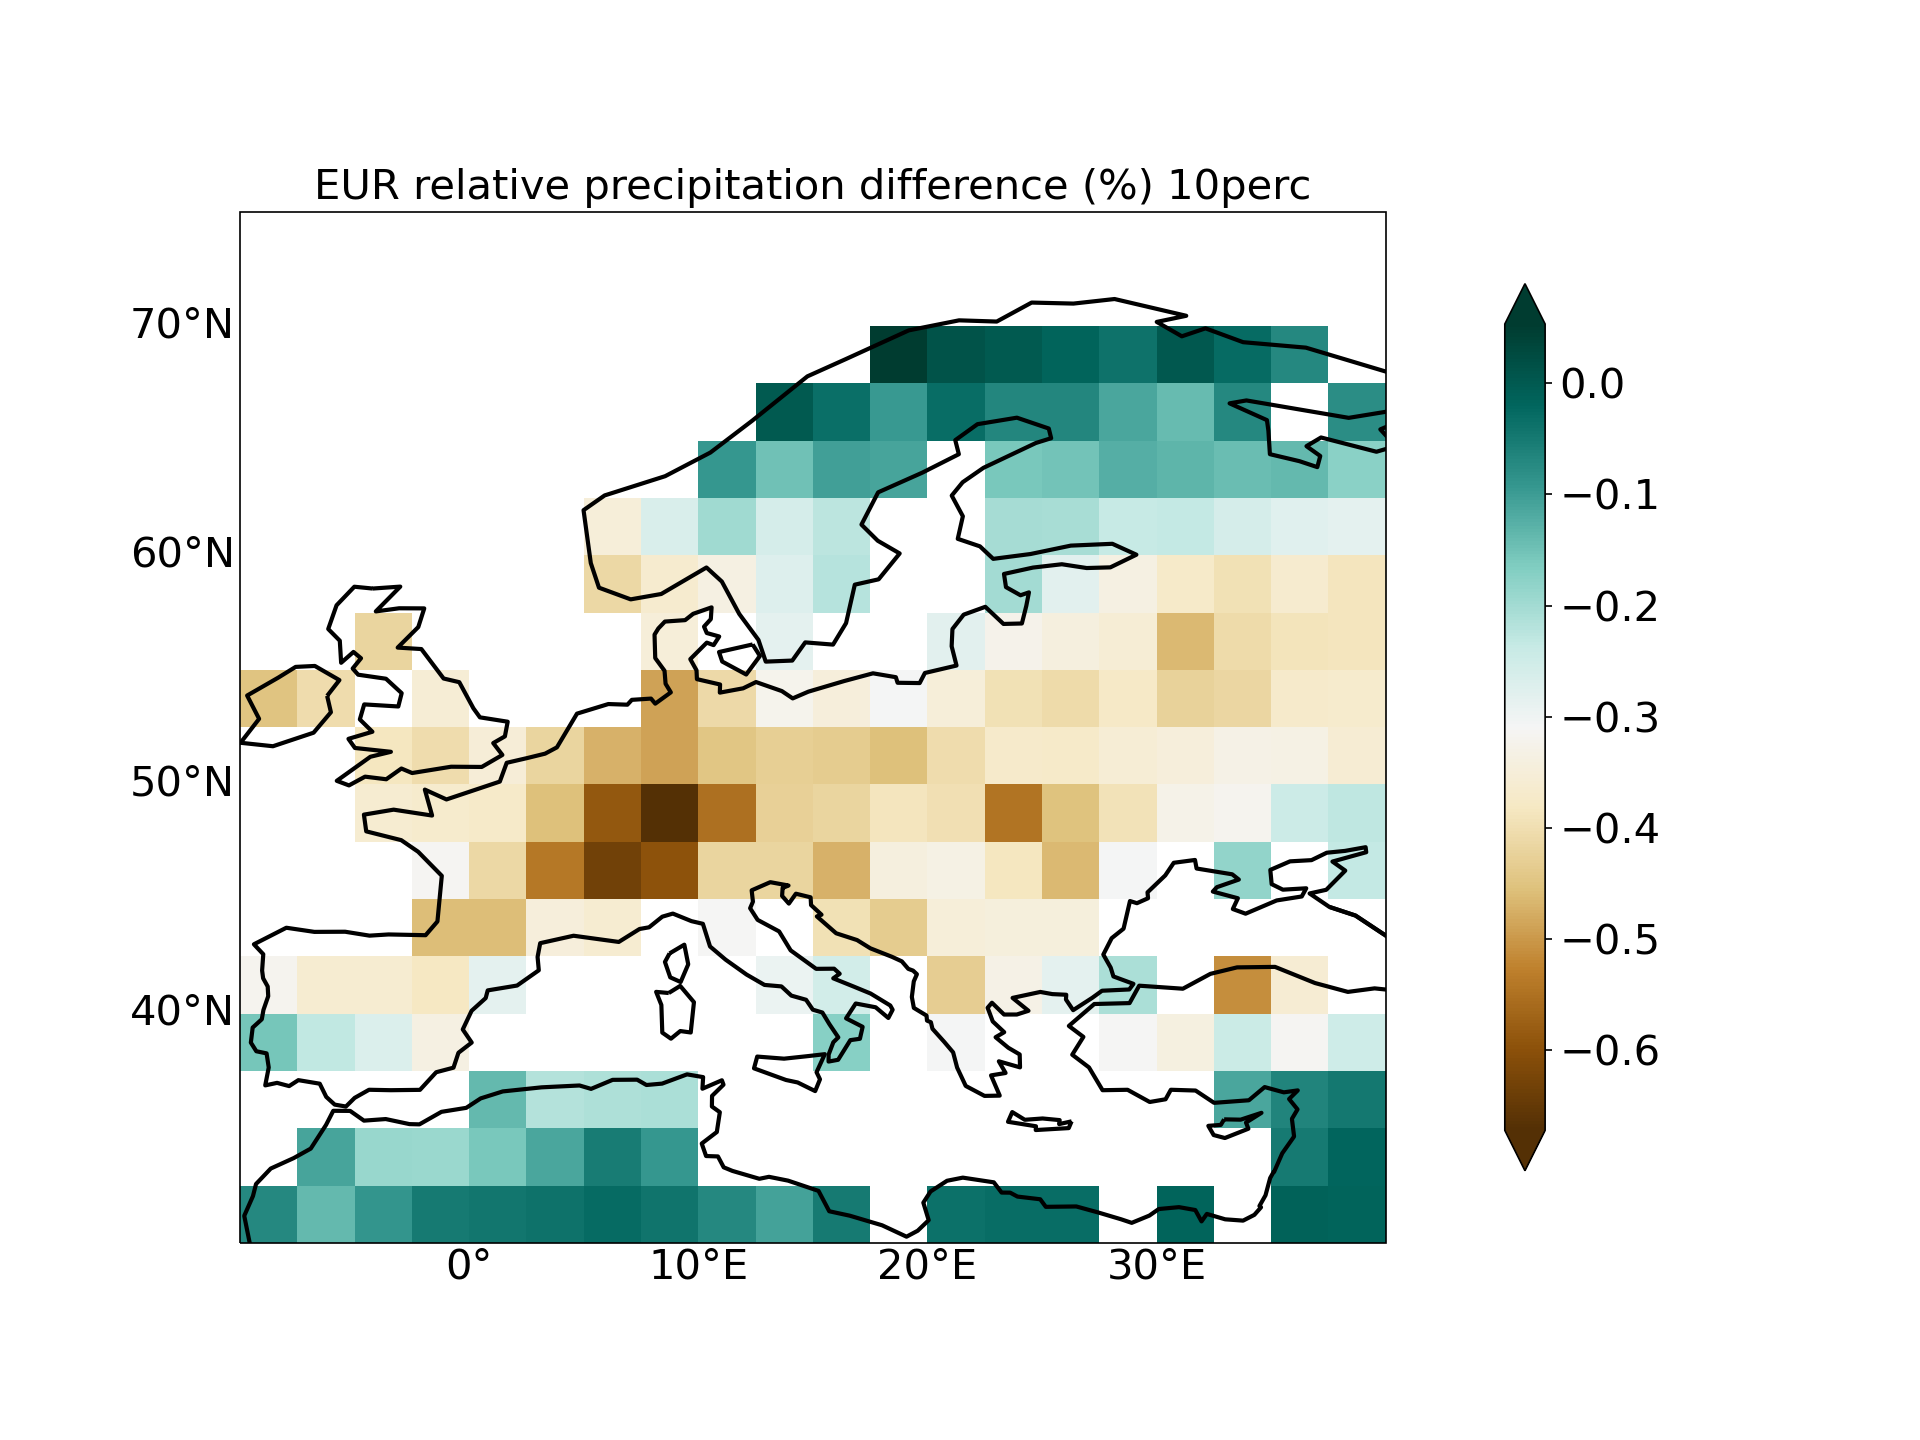 EUR relative precipitation difference (%) 10perc
70°N
60°N
50°N
40°N
0°
10°E
20°E
30°E
0.0
−0.1
−0.2
−0.3
−0.4
−0.5
−0.6